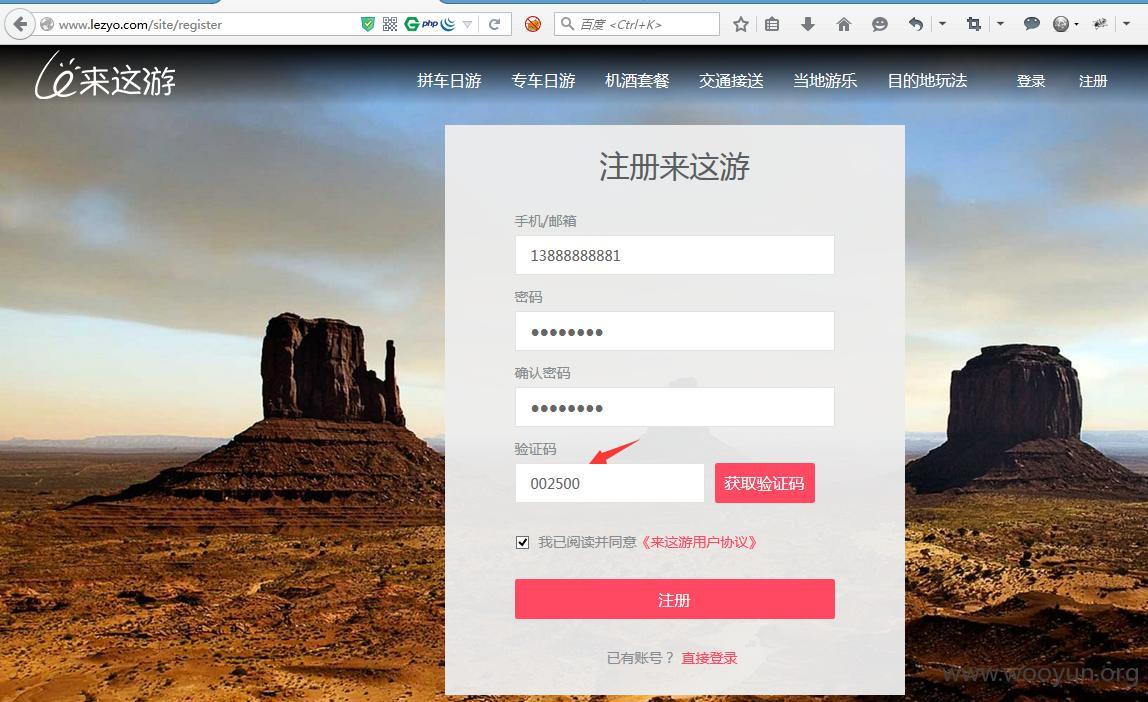 www.lezyo.com/site/register
php
百度 <Ctrl+K>
来这游
拼车日游 专车日游 机酒套餐 交通接送 当地游乐 目的地玩法 登录 注册
注册来这游
手机/邮箱
13888888881
密码
●●●●●●●●
确认密码
●●●●●●●●
验证码
002500 获取验证码
我已阅读并同意《来这游用户协议》
注册
已有账号？ 直接登录
www.wooyun.org